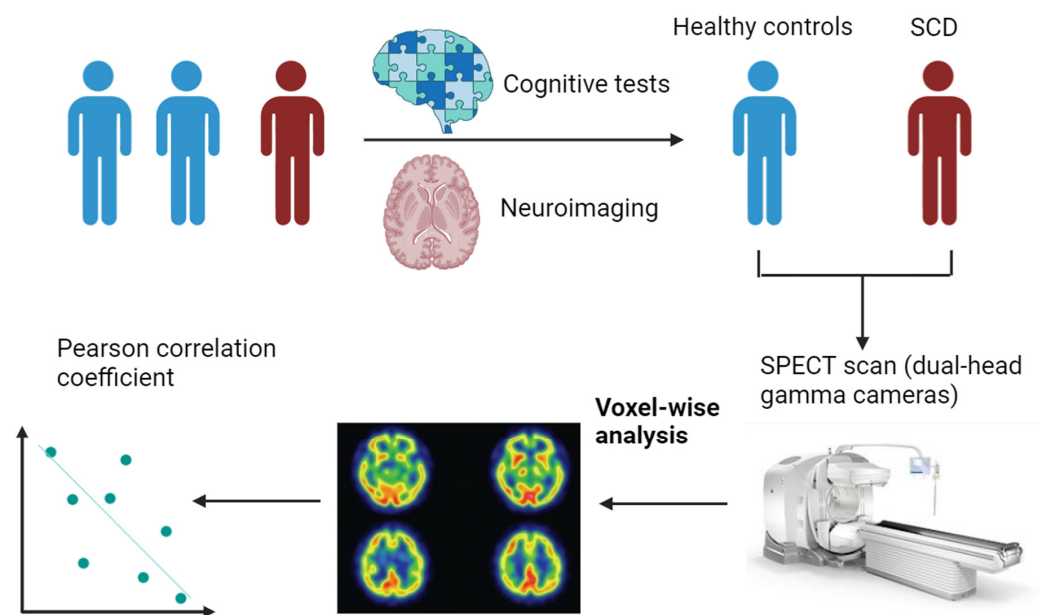 Healthy controls
SCD
Cognitive tests
Neuroimaging
SPECT scan (dual-head
gamma cameras)
Voxel-wise
analysis
Pearson correlation
coefficient